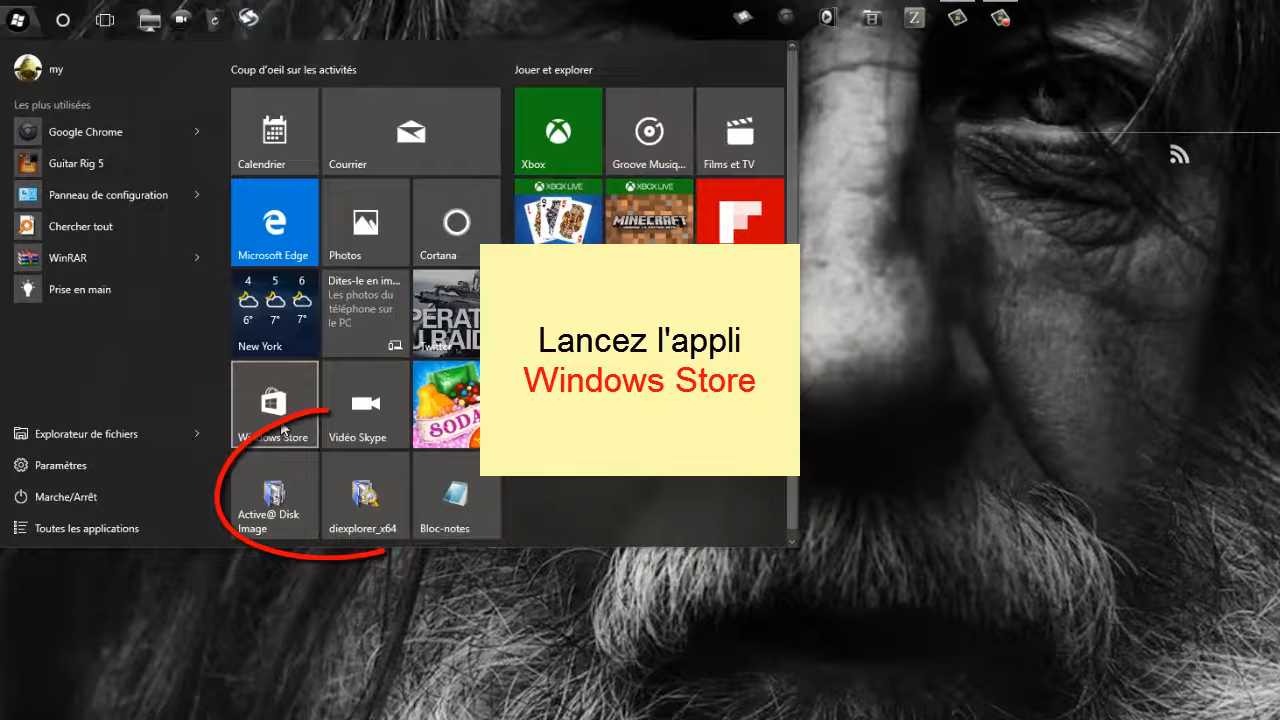 my
Les plus utilisées
Google Chrome
Guitar Rig 5
Panneau de configuration
Chercher tout
WinRAR
Prise en main
Explorateur de fichiers
Paramètres
Marche/Arrêt
Toutes les applications
Coup d'oeil sur les activités
Calendrier
Courrier
Microsoft Edge
Photos
Cortana
4 5 6
6° 7° 7°
New York
Dites-le en im...
Les photos du
téléphone sur
le PC
PÉRAT
U RAID
Twitter
Windows Store
Vidéo Skype
SODA
Active@ Disk
Image
diexplorer_x64
Bloc-notes
Jouer et explorer
Xbox
Groove Musiq...
Films et TV
XBOX LIVE
XBOX LIVE
MINECRAFT
Z
Lancez l'appli
Windows Store